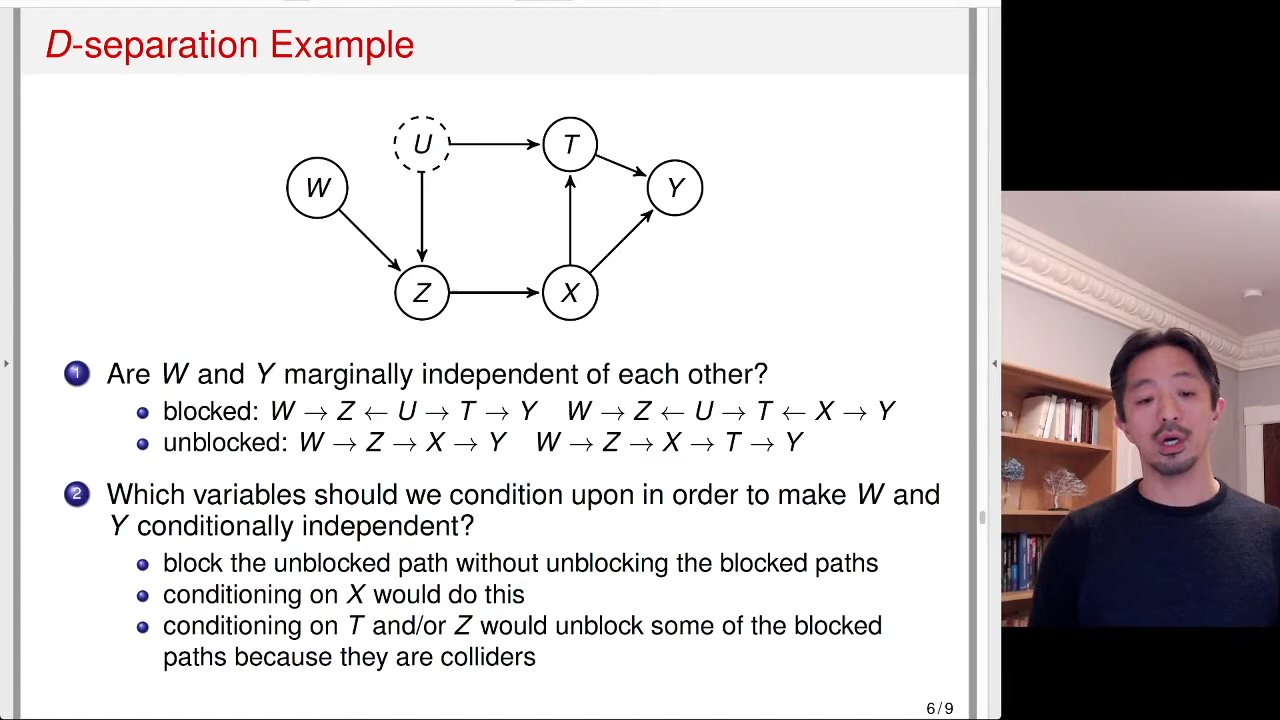 D-separation Example
U
T
W
Y
Z
X
1 Are W and Y marginally independent of each other?
blocked: W → Z ← U → T → Y W → Z ← U → T ← X → Y
unblocked: W → Z → X → Y W → Z → X → T → Y
2 Which variables should we condition upon in order to make W and
Y conditionally independent?
block the unblocked path without unblocking the blocked paths
conditioning on X would do this
conditioning on T and/or Z would unblock some of the blocked
paths because they are colliders
6/9